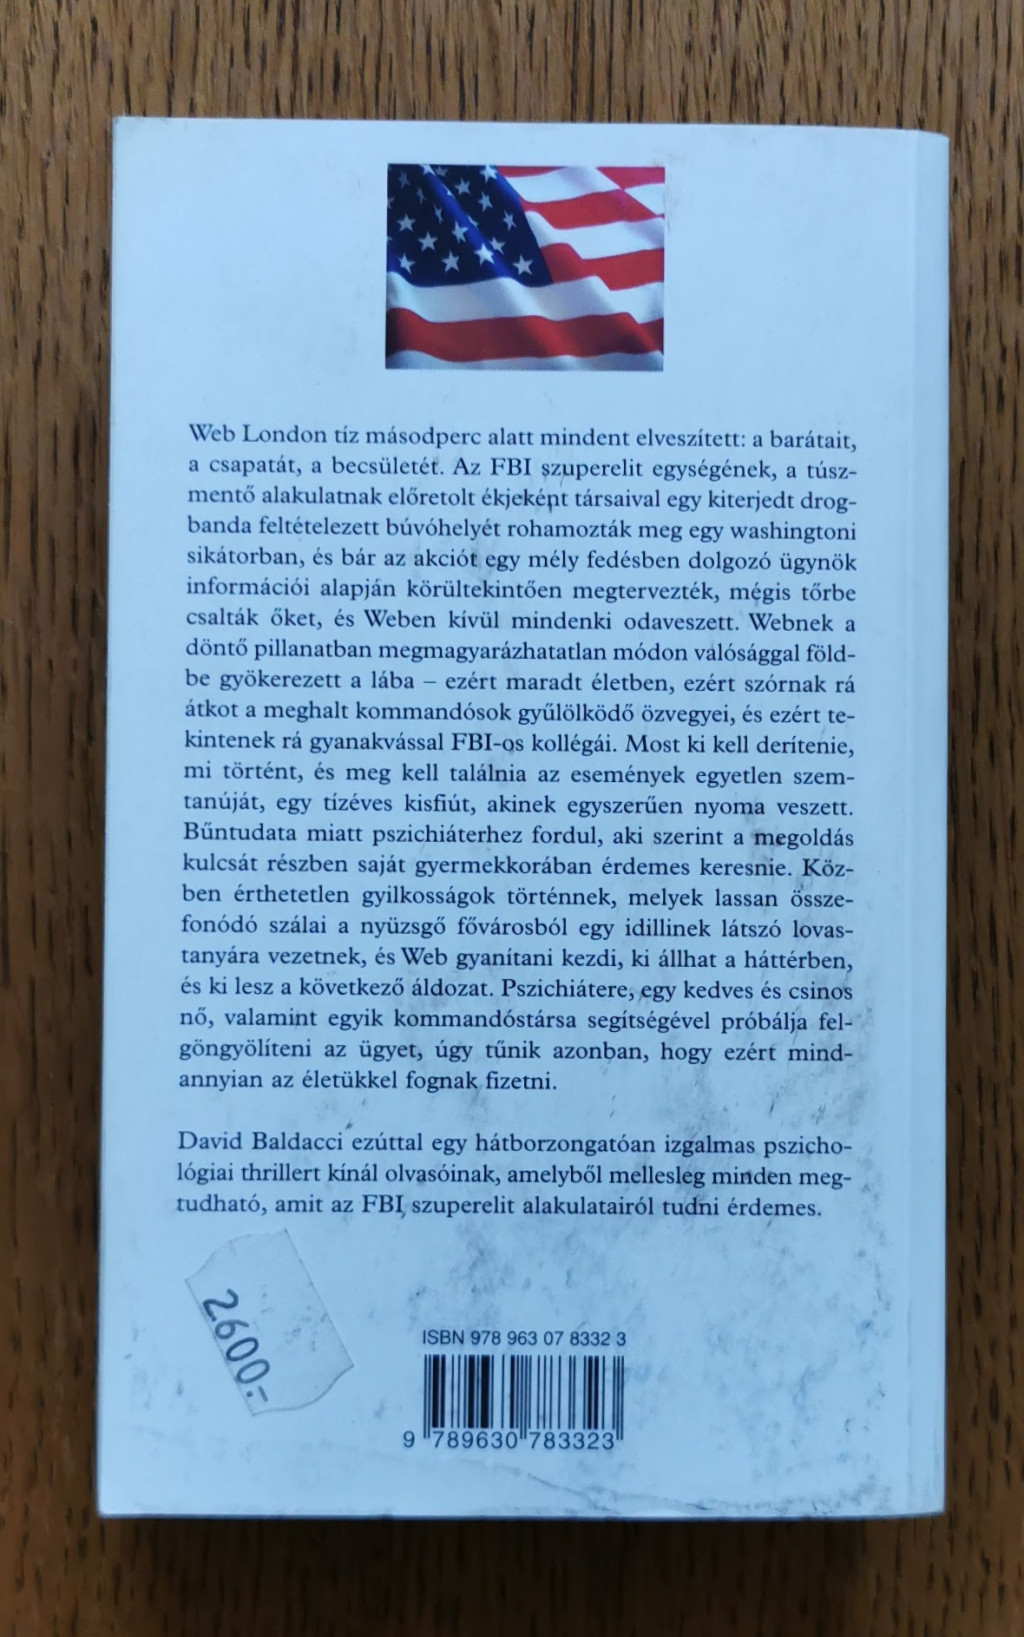 Web London tíz másodperc alatt mindent elveszített: a barátait,
a csapatát, a becsületét. Az FBI szuperelit egységének, a túsz-
mentő alakulatnak előretolt ékjeként társaival egy kiterjedt drog-
banda feltételezett búvóhelyét rohamozták meg egy washingtoni
sikátorban, és bár az akciót egy mély fedésben dolgozó ügynök
információi alapján körültekintően megtervezték, mégis tőrbe
csalták őket, és Weben kívül mindenki odaveszett. Webnek a
döntő pillanatban megmagyarázhatatlan módon valósággal föld-
be gyökerezett a lába – ezért maradt életben, ezért szórnak rá
átkot a meghalt kommandósok gyűlölködő özvegyei, és ezért te-
kintenek rá gyanakvással FBI-os kollégái. Most ki kell derítenie,
mi történt, és meg kell találnia az események egyetlen szem-
tanúját, egy tízéves kisfiút, akinek egyszerűen nyoma veszett.
Bűntudata miatt pszichiáterhez fordul, aki szerint a megoldás
kulcsát részben saját gyermekkorában érdemes keresnie. Köz-
ben érthetetlen gyilkosságok történnek, melyek lassan össze-
fonódó szálai a nyüzsgő fővárosból egy idillinek látszó lovas-
tanyára vezetnek, és Web gyanítani kezdi, ki állhat a háttérben,
és ki lesz a következő áldozat. Pszichiátere, egy kedves és csinos
nő, valamint egyik kommandóstársa segítségével próbálja fel-
göngyölíteni az ügyet, úgy tűnik azonban, hogy ezért mind-
annyian az életükkel fognak fizetni.
David Baldacci ezúttal egy hátborzongatóan izgalmas pszicho-
lógiai thrillert kínál olvasóinak, amelyből mellesleg minden meg-
tudható, amit az FBI szuperelit alakulatairól tudni érdemes.
2600.-
ISBN 978 963 07 8332 3
9 789630 783323